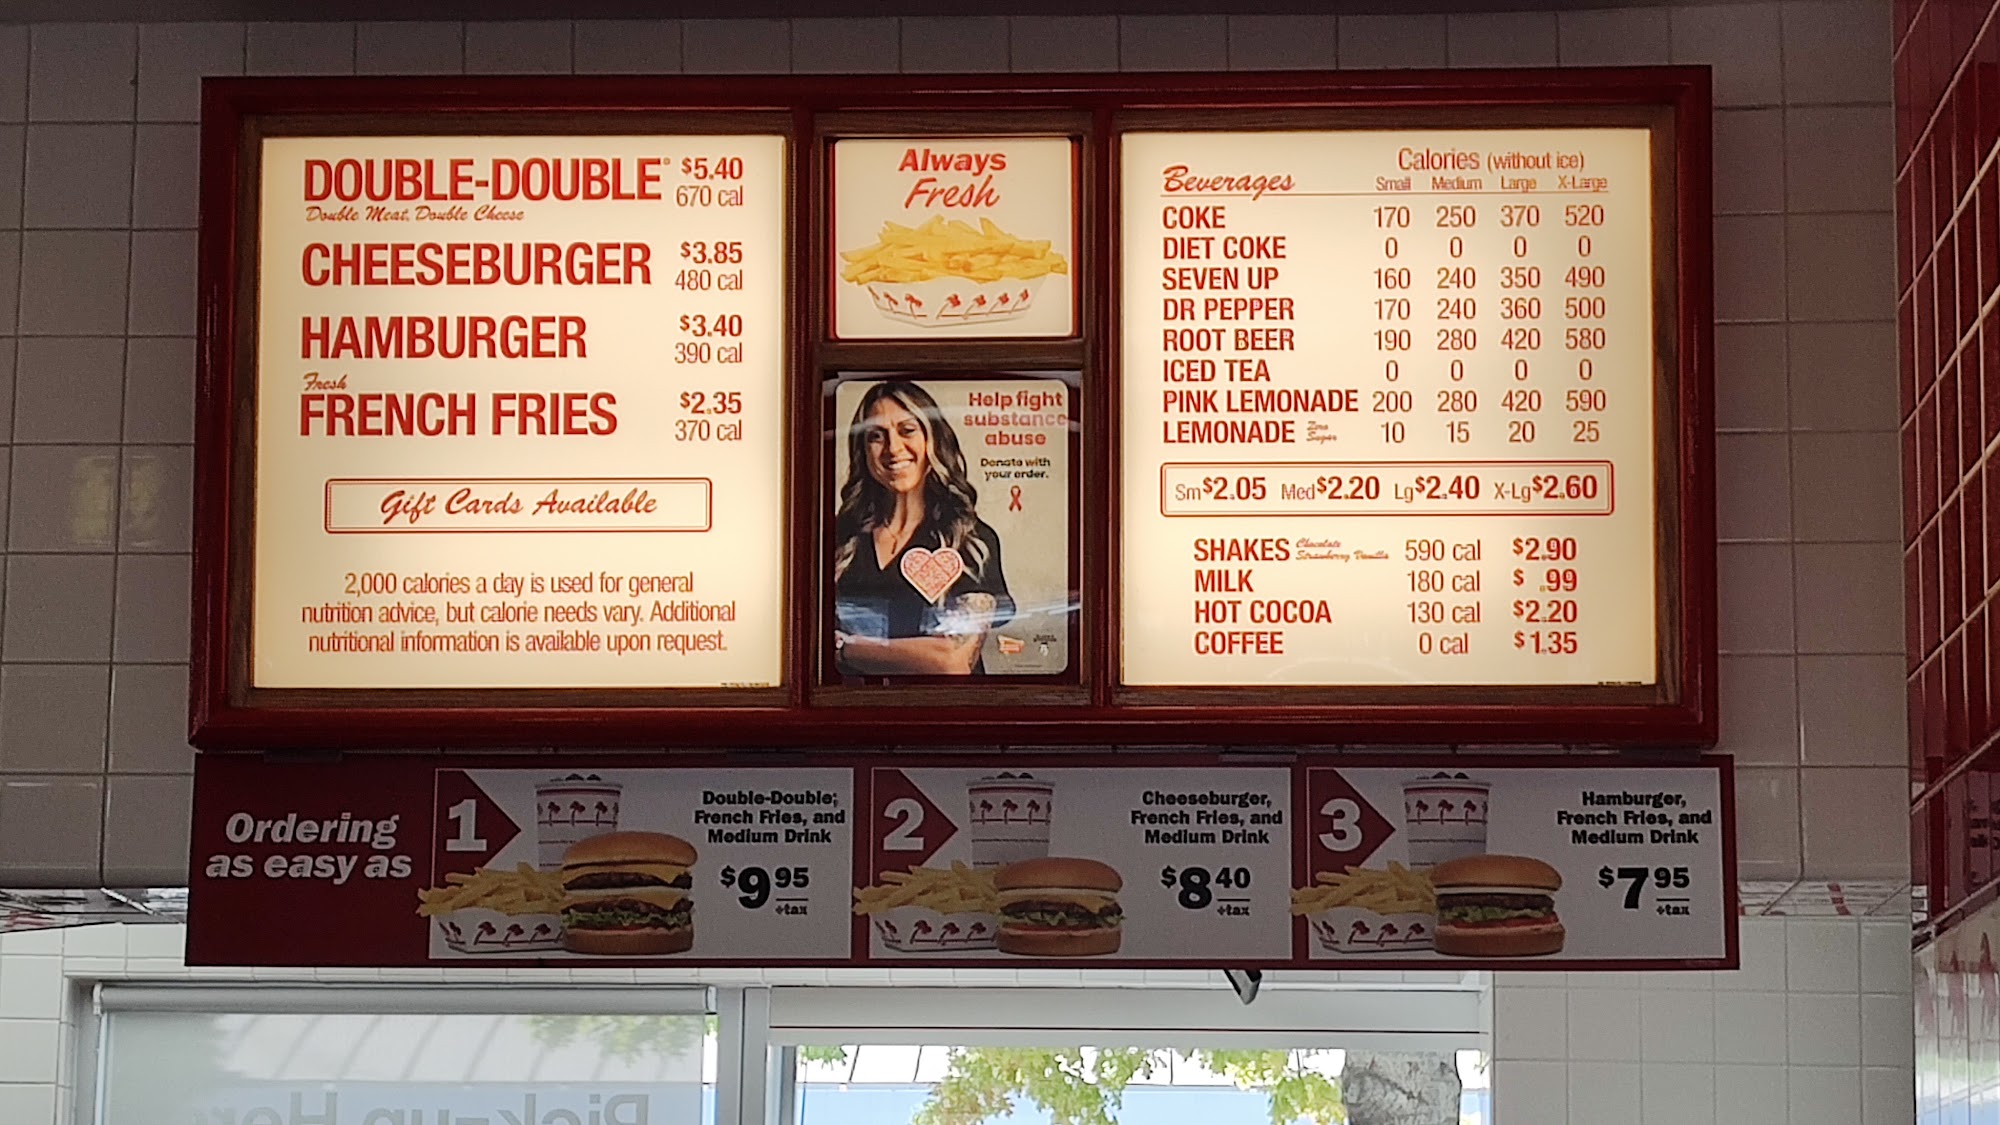 DOUBLE-DOUBLE® $5.40
Double Meat, Double Cheese 670 cal
CHEESEBURGER $3.85
480 cal
HAMBURGER $3.40
390 cal
Fresh
FRENCH FRIES $2.35
370 cal
Gift Cards Available
2,000 calories a day is used for general
nutrition advice, but calorie needs vary. Additional
nutritional information is available upon request.
Always
Fresh
Help fight
substance
abuse
Donate with
your order.
Calories (without ice)
Beverages Small Medium Large X-Large
COKE 170 250 370 520
DIET COKE 0 0 0 0
SEVEN UP 160 240 350 490
DR PEPPER 170 240 360 500
ROOT BEER 190 280 420 580
ICED TEA 0 0 0 0
PINK LEMONADE 200 280 420 590
LEMONADE Zero Sugar 10 15 20 25
Sm $2.05 Med $2.20 Lg $2.40 X-Lg $2.60
SHAKES Chocolate Strawberry Vanilla 590 cal $2.90
MILK 180 cal $ .99
HOT COCOA 130 cal $2.20
COFFEE 0 cal $1.35
Ordering
as easy as
1
Double-Double,
French Fries, and
Medium Drink
$9.95
+tax
2
Cheeseburger,
French Fries, and
Medium Drink
$8.40
+tax
3
Hamburger,
French Fries, and
Medium Drink
$7.95
+tax
Pick-up Here